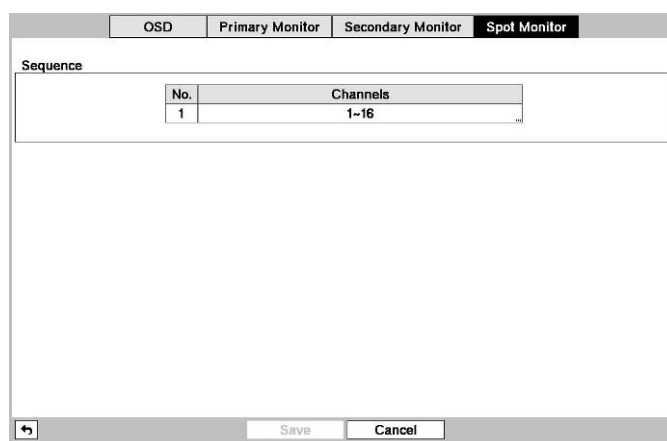 OSD Primary Monitor Secondary Monitor Spot Monitor
Sequence
No. Channels
1 1~16 ...
Save Cancel